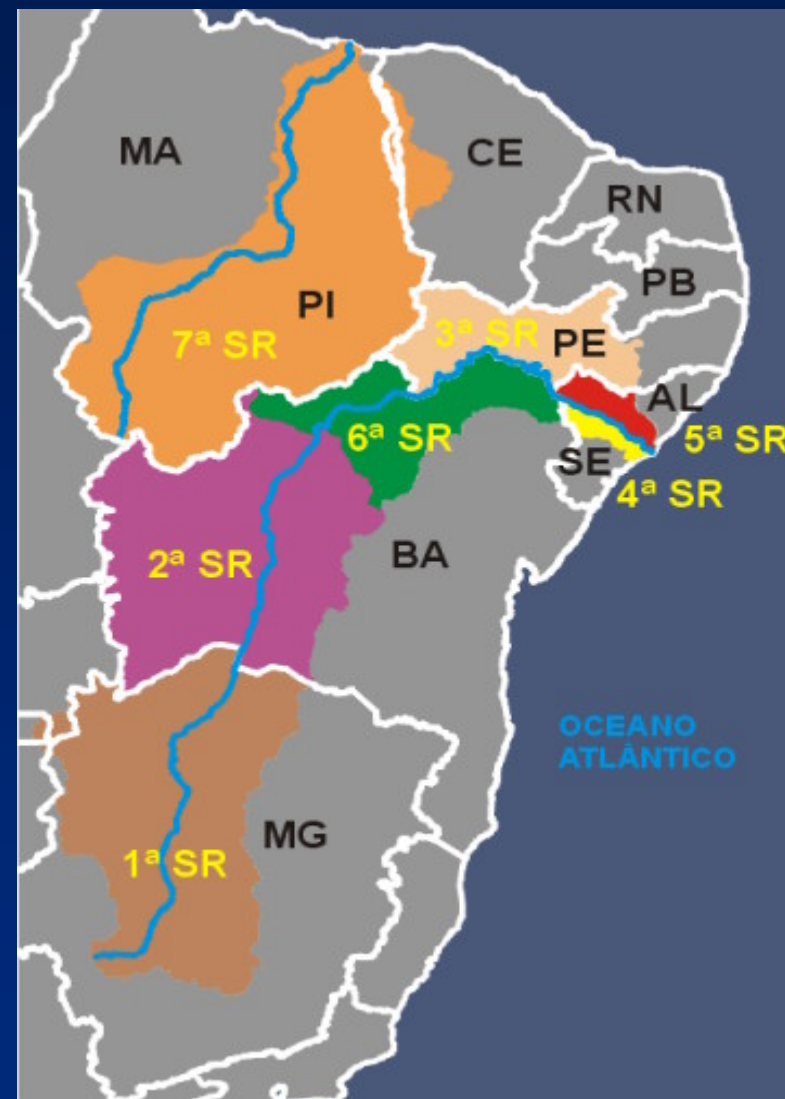 MA
CE
RN
PB
PI
7ª SR
3ª SR
PE
AL
5ª SR
6ª SR
SE
4ª SR
2ª SR
BA
OCEANO
ATLÂNTICO
MG
1ª SR